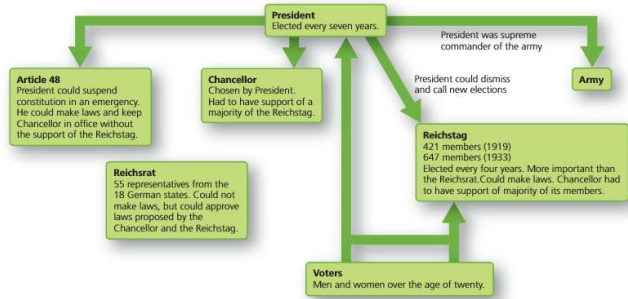 President
Elected every seven years.
President was supreme
commander of the army
Article 48
President could suspend
constitution in an emergency.
He could make laws and keep
Chancellor in office without
the support of the Reichstag.
Chancellor
Chosen by President.
Had to have support of a
majority of the Reichstag.
President could dismiss
and call new elections
Army
Reichstag
421 members (1919)
647 members (1933)
Elected every four years. More important than
the Reichsrat.Could make laws. Chancellor had
to have support of majority of its members.
Reichsrat
55 representatives from the
18 German states. Could not
make laws, but could approve
laws proposed by the
Chancellor and the Reichstag.
Voters
Men and women over the age of twenty.